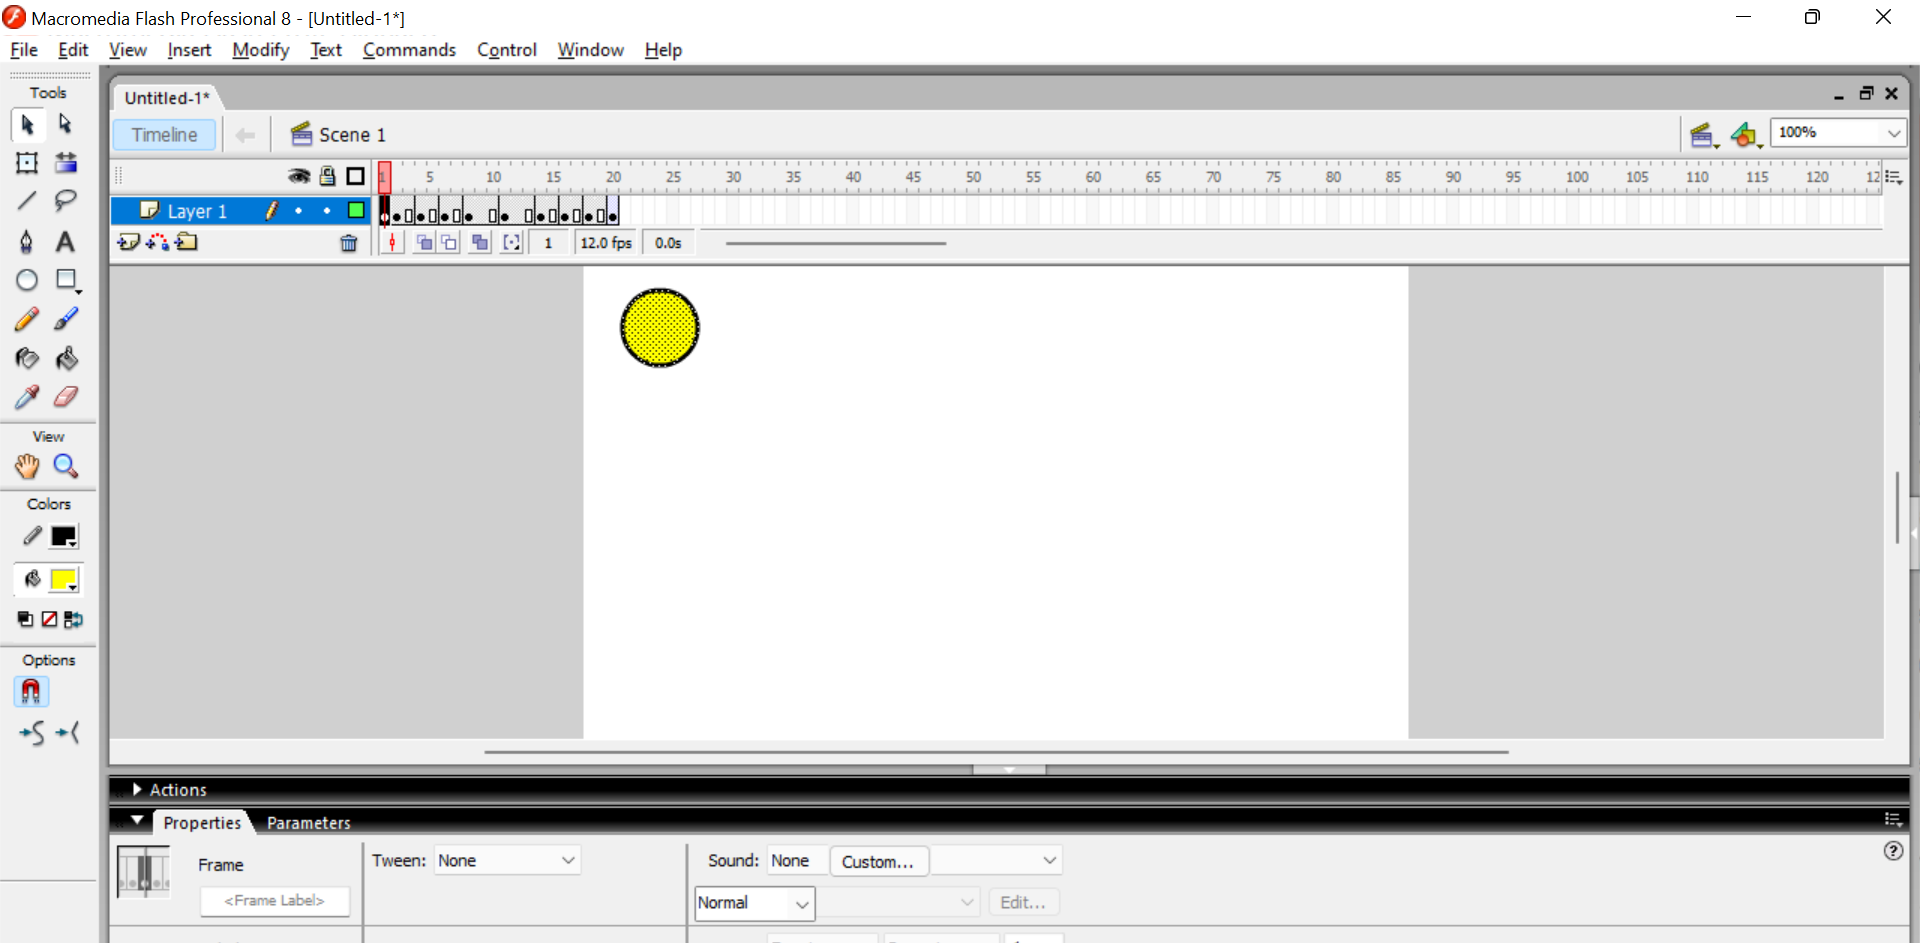 Macromedia Flash Professional 8 - [Untitled-1*]
File Edit View Insert Modify Text Commands Control Window Help
Tools
Untitled-1*
Timeline
Scene 1
100%
1 5 10 15 20 25 30 35 40 45 50 55 60 65 70 75 80 85 90 95 100 105 110 115 120 12
Layer 1
1 12.0 fps 0.0s
A
View
Colors
Options
Actions
Properties Parameters
Frame
<Frame Label>
Tween: None
Sound: None Custom...
Normal Edit...